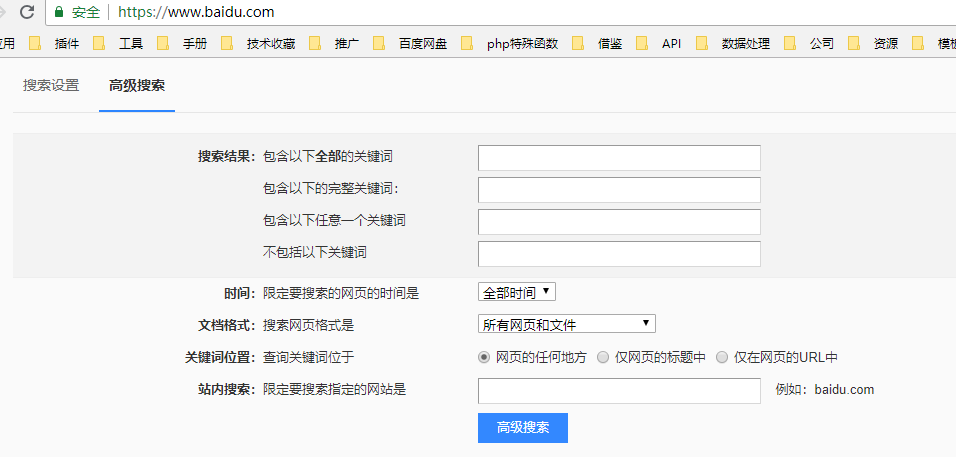 安全 https://www.baidu.com
应用 插件 工具 手册 技术收藏 推广 百度网盘 php特殊函数 借鉴 API 数据处理 公司 资源 模板
搜索设置 高级搜索
搜索结果： 包含以下全部的关键词
包含以下的完整关键词：
包含以下任意一个关键词
不包括以下关键词
时间： 限定要搜索的网页的时间是 全部时间
文档格式： 搜索网页格式是 所有网页和文件
关键词位置： 查询关键词位于 网页的任何地方 仅网页的标题中 仅在网页的URL中
站内搜索： 限定要搜索指定的网站是 例如：baidu.com
高级搜索